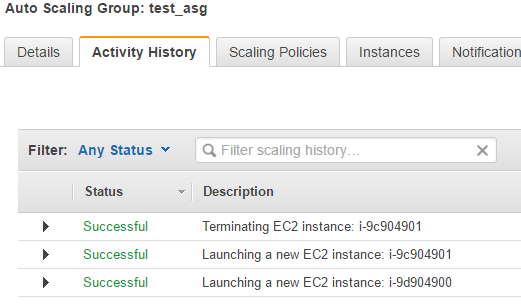 Auto Scaling Group: test_asg
Details Activity History Scaling Policies Instances Notification
Filter: Any Status Filter scaling history...
Status Description
Successful Terminating EC2 instance: i-9c904901
Successful Launching a new EC2 instance: i-9c904901
Successful Launching a new EC2 instance: i-9d904900